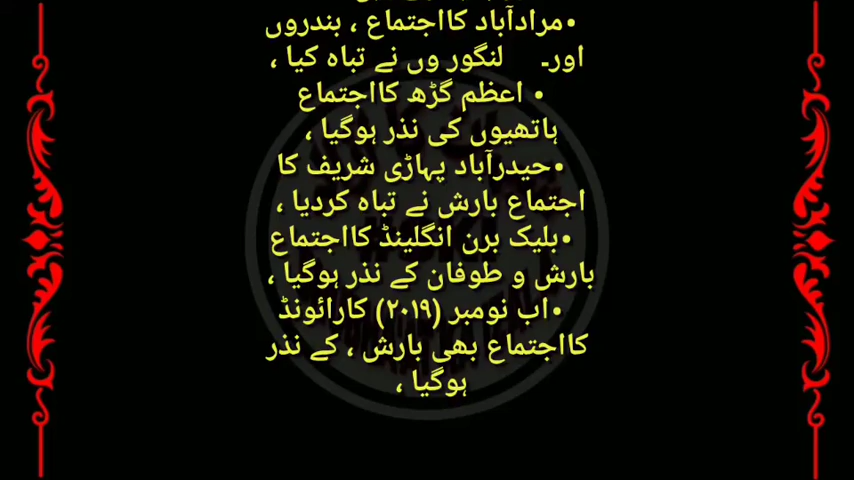 •مرادآباد کااجتماع ، بندروں
اور۔ لنگور وں نے تباہ کیا ،
• اعظم گڑھ کااجتماع
ہاتھیوں کی نذر ہوگیا ،
•حیدرآباد پہاڑی شریف کا
اجتماع بارش نے تباہ کردیا ،
•بلیک برن انگلینڈ کااجتماع
بارش و طوفان کے نذر ہوگیا ،
•اب نومبر (۲۰۱۹) کارائونڈ
کااجتماع بھی بارش ، کے نذر
ہوگیا ،